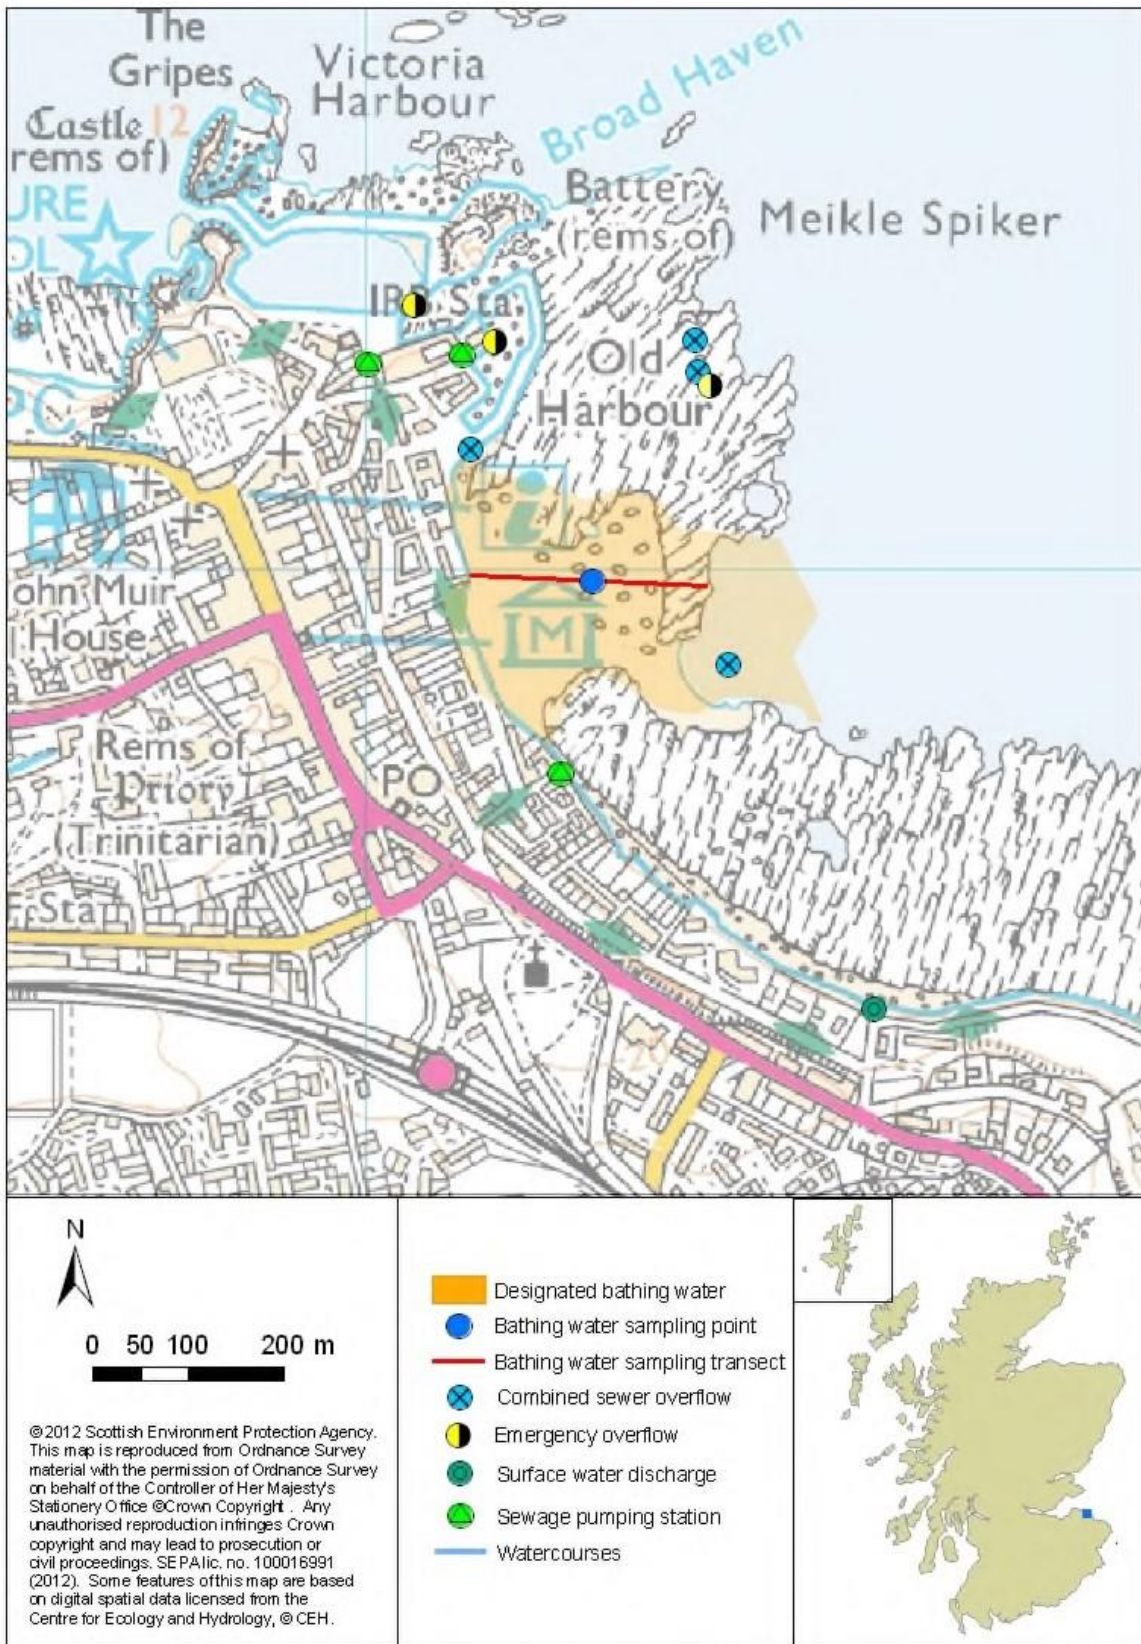 The
Gripes
Victoria
Harbour
Castle 12
rems of)
Broad Haven
Battery
(rems of)
Meikle Spiker
URE
OL
IRB Sta
Old
Harbour
PC
i
ohn Muir
House
M
Rems of
Priory
(Trinitarian)
PO
Sta
20
N
0 50 100 200 m
©2012 Scottish Environment Protection Agency.
This map is reproduced from Ordnance Survey
material with the permission of Ordnance Survey
on behalf of the Controller of Her Majesty's
Stationery Office ©Crown Copyright . Any
unauthorised reproduction infringes Crown
copyright and may lead to prosecution or
civil proceedings. SEPA lic. no. 100016991
(2012). Some features of this map are based
on digital spatial data licensed from the
Centre for Ecology and Hydrology, © CEH.
Designated bathing water
Bathing water sampling point
Bathing water sampling transect
Combined sewer overflow
Emergency overflow
Surface water discharge
Sewage pumping station
Watercourses